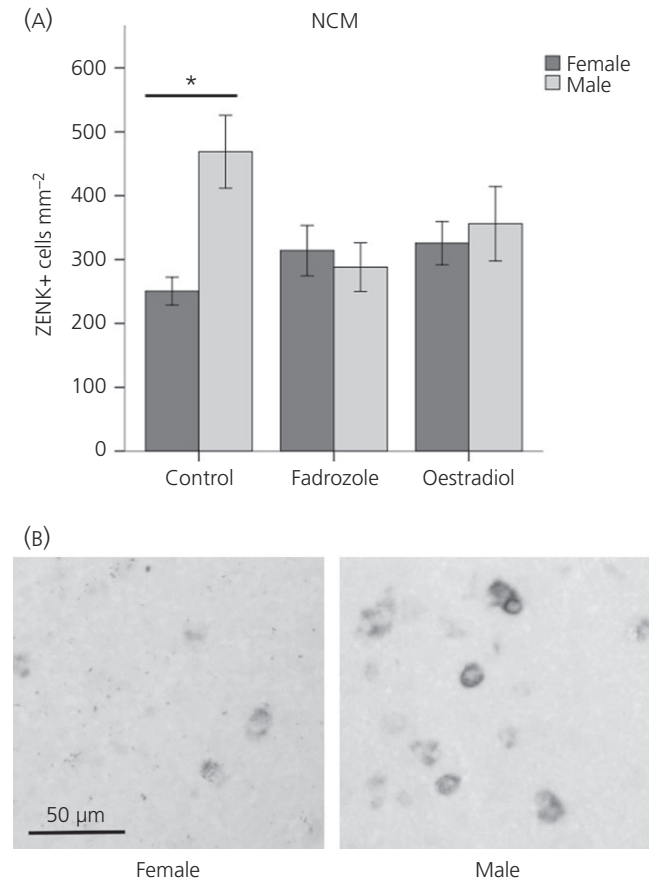 (A)
NCM
600
500
400
300
200
100
0
ZENK+ cells mm⁻²
*
Female
Male
Control Fadrozole Oestradiol
(B)
50 µm
Female Male